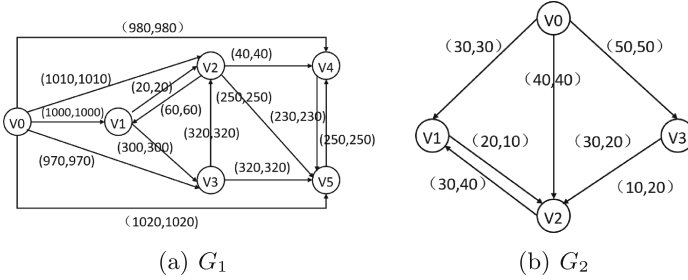 (980,980)
(1010,1010)
(20,20)
V2
(40,40)
V4
V0
(1000,1000)
V1
(60,60)
(250,250)
(230,230)
(970,970)
(300,300)
(320,320)
V3
(320,320)
V5
(250,250)
(1020,1020)
(a) G1
V0
(30,30)
(50,50)
(40,40)
V1
(20,10)
(30,20)
V3
(30,40)
(10,20)
V2
(b) G2